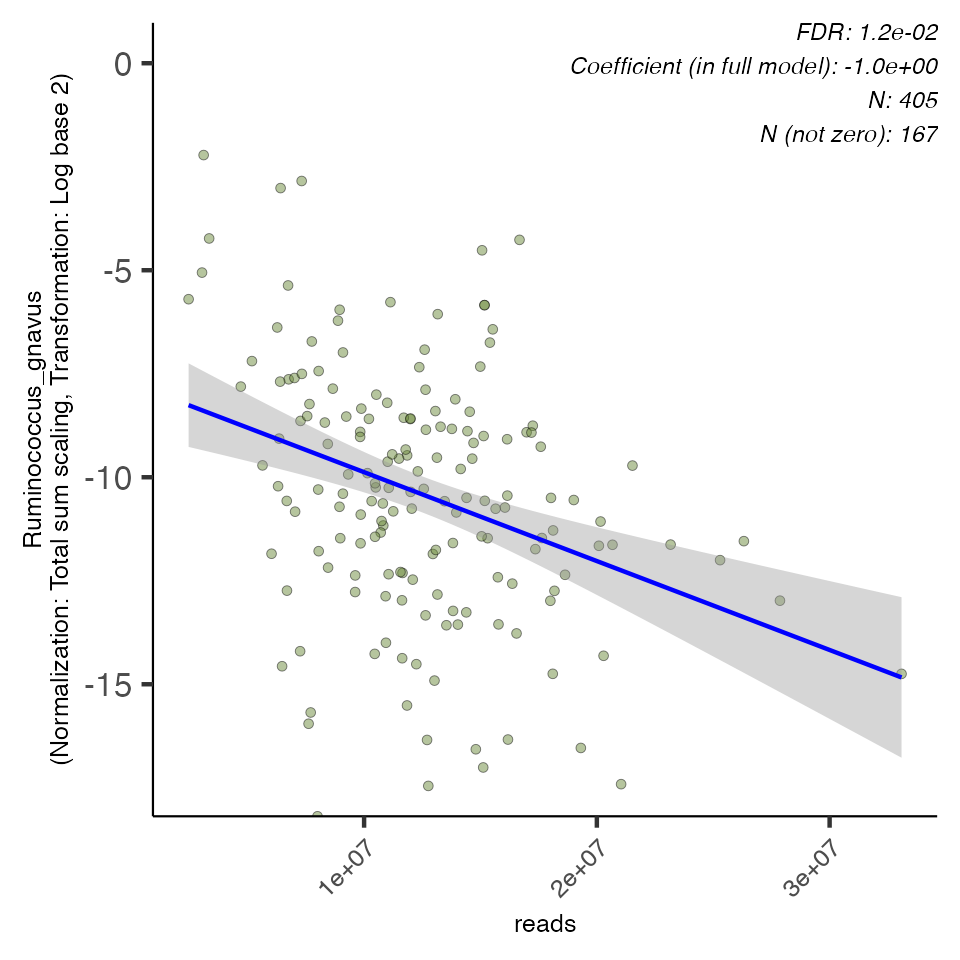 FDR: 1.2e-02
Coefficient (in full model): -1.0e+00
N: 405
N (not zero): 167
Ruminococcus_gnavus
(Normalization: Total sum scaling, Transformation: Log base 2)
0
-5
-10
-15
1e+07
2e+07
3e+07
reads